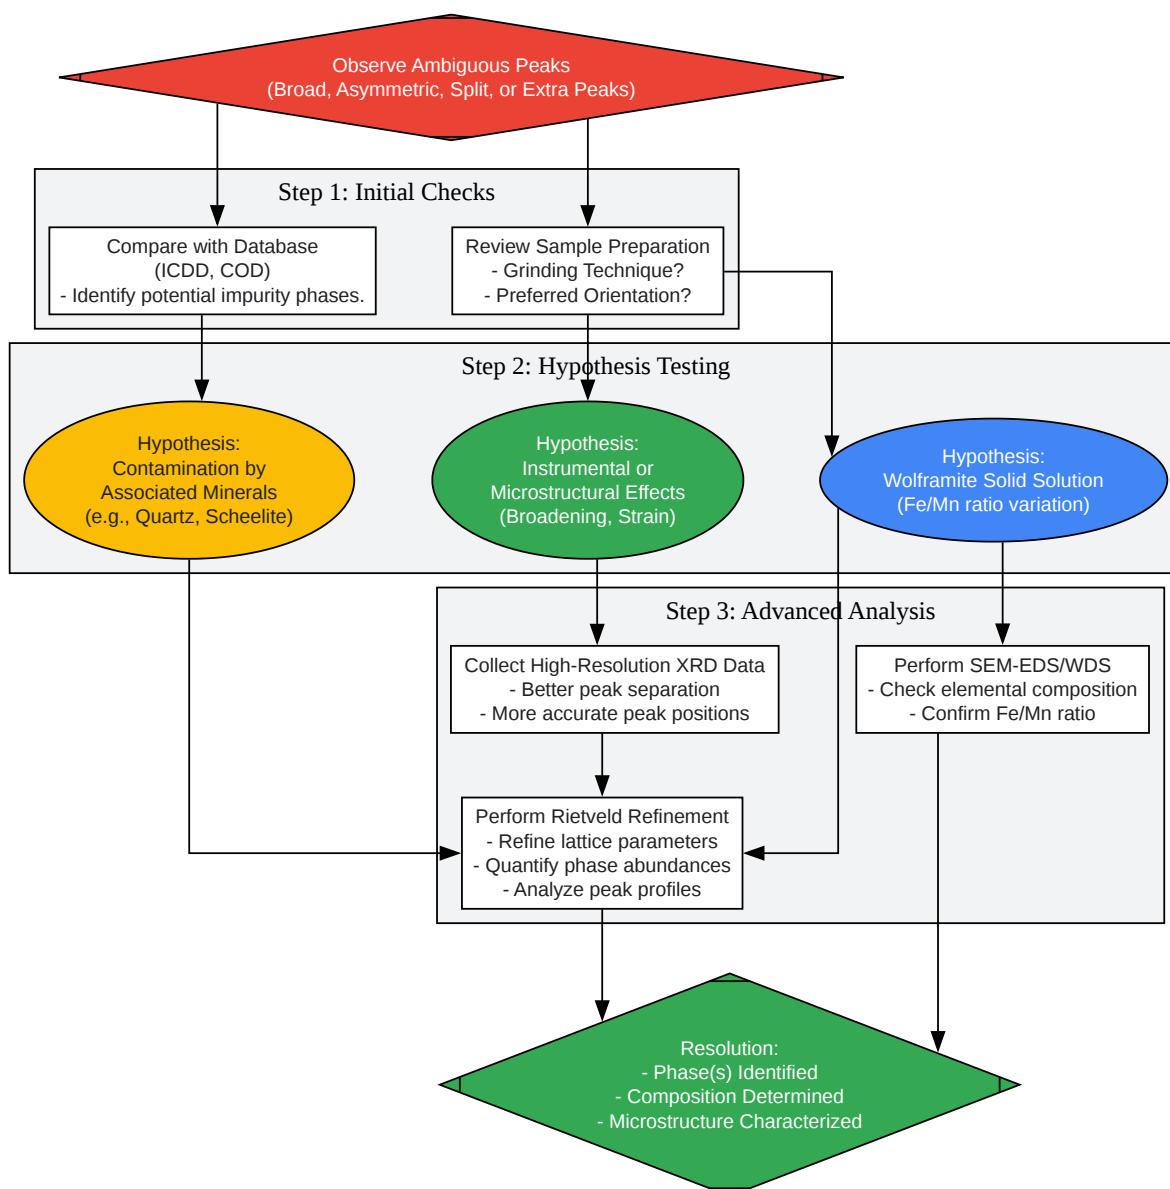 Observe Ambiguous Peaks
(Broad, Asymmetric, Split, or Extra Peaks)
Step 1: Initial Checks
Compare with Database
(ICDD, COD)
- Identify potential impurity phases.
Review Sample Preparation
- Grinding Technique?
- Preferred Orientation?
Step 2: Hypothesis Testing
Hypothesis:
Contamination by
Associated Minerals
(e.g., Quartz, Scheelite)
Hypothesis:
Instrumental or
Microstructural Effects
(Broadening, Strain)
Hypothesis:
Wolframite Solid Solution
(Fe/Mn ratio variation)
Step 3: Advanced Analysis
Collect High-Resolution XRD Data
- Better peak separation
- More accurate peak positions
Perform SEM-EDS/WDS
- Check elemental composition
- Confirm Fe/Mn ratio
Perform Rietveld Refinement
- Refine lattice parameters
- Quantify phase abundances
- Analyze peak profiles
Resolution:
- Phase(s) Identified
- Composition Determined
- Microstructure Characterized